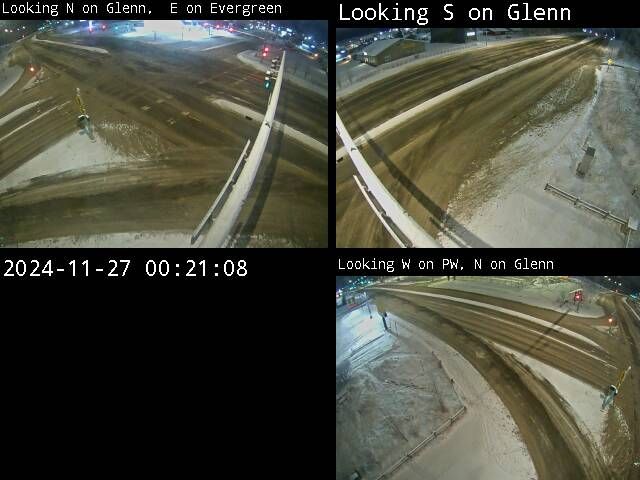 Looking N on Glenn, E on Evergreen
Looking S on Glenn
2024-11-27 00:21:08
Looking W on PW, N on Glenn